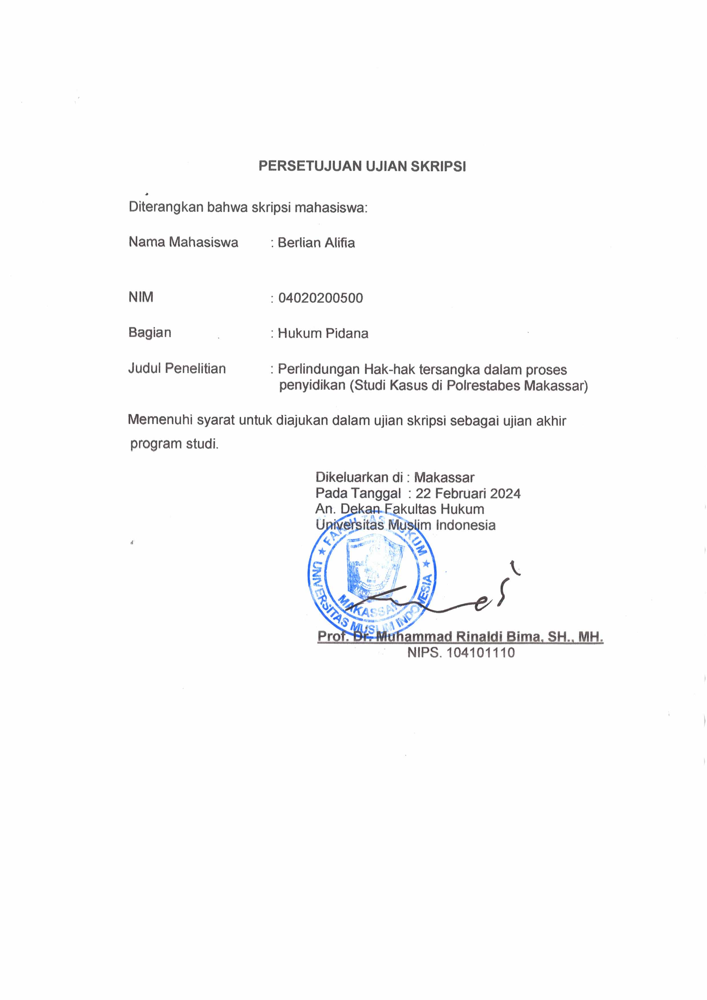 PERSETUJUAN UJIAN SKRIPSI
Diterangkan bahwa skripsi mahasiswa:
Nama Mahasiswa : Berlian Alifia
NIM : 04020200500
Bagian : Hukum Pidana
Judul Penelitian : Perlindungan Hak-hak tersangka dalam proses
penyidikan (Studi Kasus di Polrestabes Makassar)
Memenuhi syarat untuk diajukan dalam ujian skripsi sebagai ujian akhir
program studi.
Dikeluarkan di : Makassar
Pada Tanggal : 22 Februari 2024
An. Dekan Fakultas Hukum
Universitas Muslim Indonesia
★ FAKULTAS HUKUM ★
UNIVERSITAS MUSLIM INDONESIA
MAKASSAR
Prof. Dr. Muhammad Rinaldi Bima, SH., MH.
NIPS. 104101110